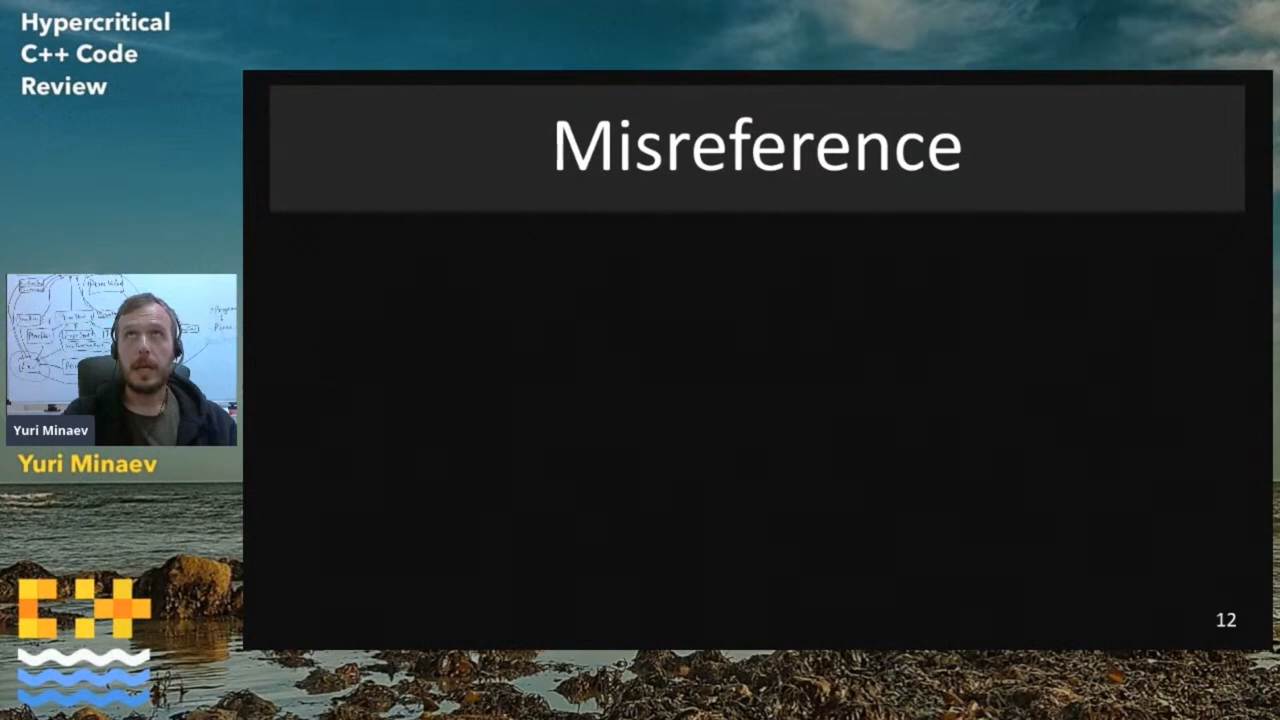 Hypercritical
C++ Code
Review
Misreference
Yuri Minaev
Yuri Minaev
12